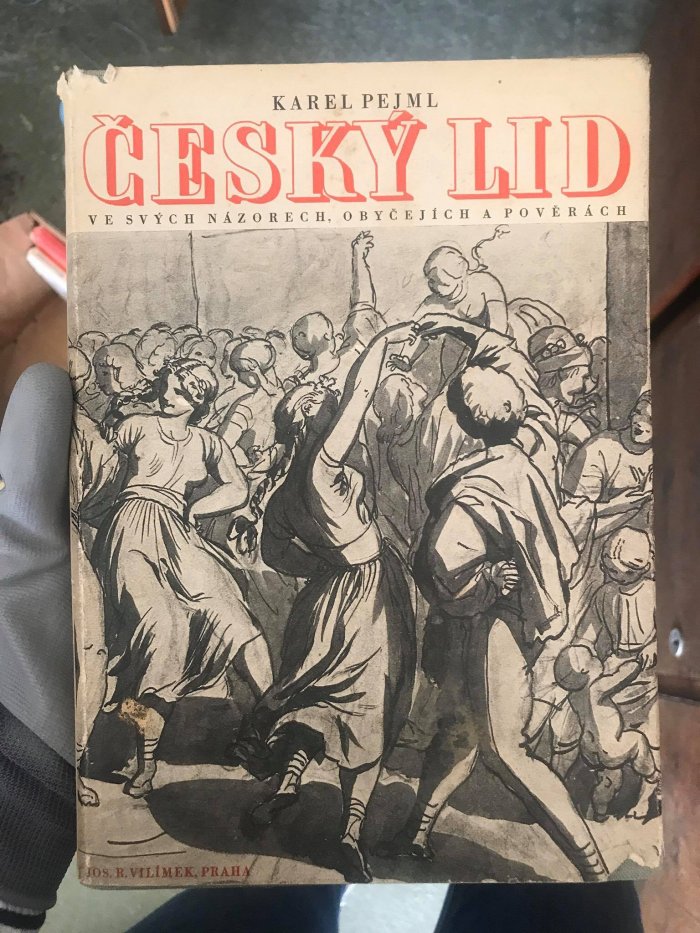 KAREL PEJML
ČESKÝ LID
VE SVÝCH NÁZORECH, OBYČEJÍCH A POVĚRÁCH
JOS. R. VILÍMEK, PRAHA